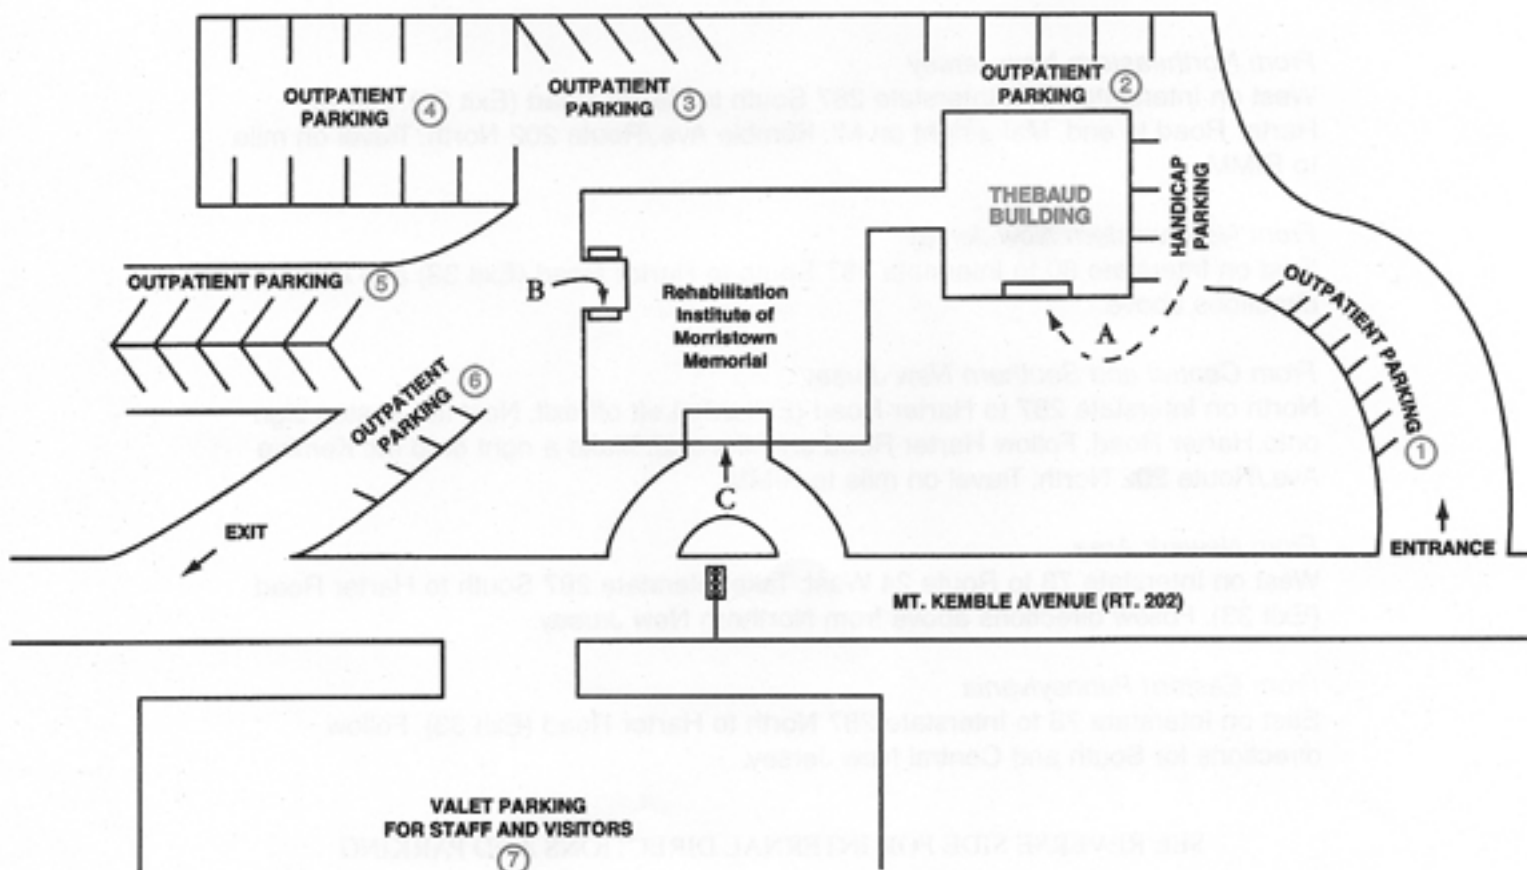 OUTPATIENT
PARKING
4
OUTPATIENT
PARKING
3
OUTPATIENT
PARKING
2
THEBAUD
BUILDING
HANDICAP
PARKING
OUTPATIENT PARKING
5
B
Rehabilitation
Institute of
Morristown
Memorial
A
OUTPATIENT PARKING
1
OUTPATIENT
PARKING
6
C
EXIT
ENTRANCE
MT. KEMBLE AVENUE (RT. 202)
VALET PARKING
FOR STAFF AND VISITORS
7